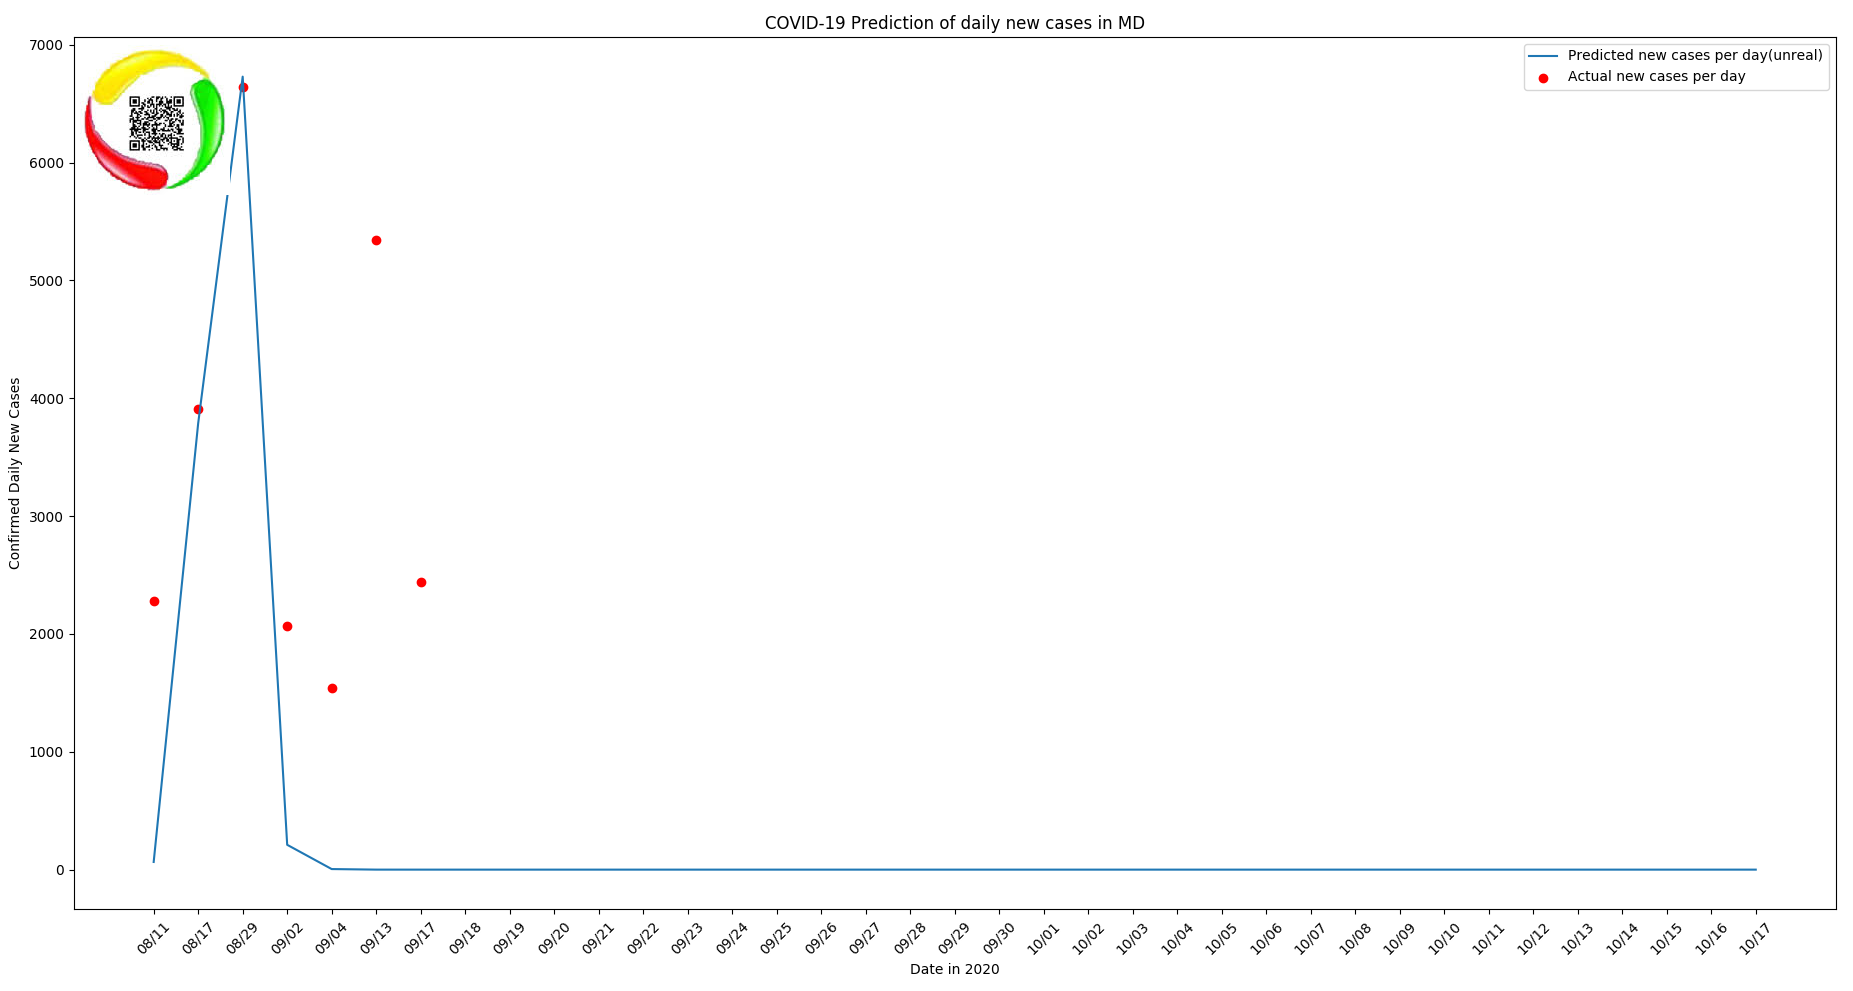 COVID-19 Prediction of daily new cases in MD
Predicted new cases per day(unreal)
Actual new cases per day
Confirmed Daily New Cases
7000
6000
5000
4000
3000
2000
1000
0
08/11 08/17 08/29 09/02 09/04 09/13 09/17 09/18 09/19 09/20 09/21 09/22 09/23 09/24 09/25 09/26 09/27 09/28 09/29 09/30 10/01 10/02 10/03 10/04 10/05 10/06 10/07 10/08 10/09 10/10 10/11 10/12 10/13 10/14 10/15 10/16 10/17
Date in 2020